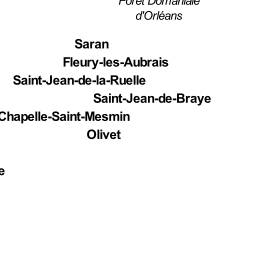 Forêt Domaniale
d'Orléans
Saran
Fleury-les-Aubrais
Saint-Jean-de-la-Ruelle
Saint-Jean-de-Braye
Chapelle-Saint-Mesmin
Olivet
e